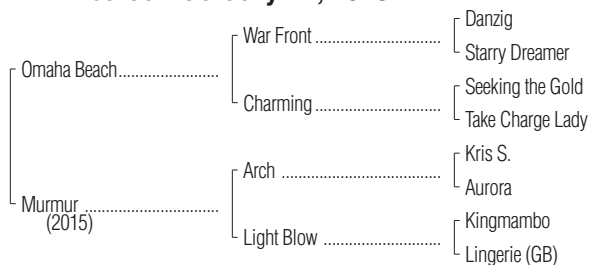 Danzig
War Front
Starry Dreamer
Omaha Beach
Seeking the Gold
Charming
Take Charge Lady
Kris S.
Arch
Aurora
Murmur
(2015)
Kingmambo
Light Blow
Lingerie (GB)